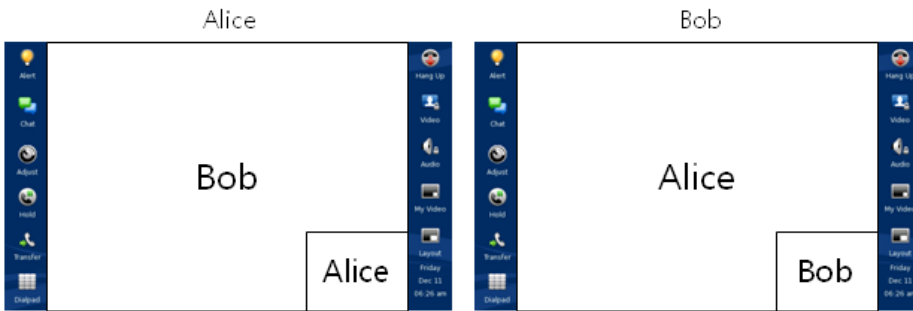 Alice
Alert
Chat
Adjust
Hold
Transfer
Dialpad
Bob
Alice
Hang Up
Video
Audio
My Video
Layout
Friday
Dec 11
06:26 am
Bob
Alert
Chat
Adjust
Hold
Transfer
Dialpad
Alice
Bob
Hang Up
Video
Audio
My Video
Layout
Friday
Dec 11
06:26 am